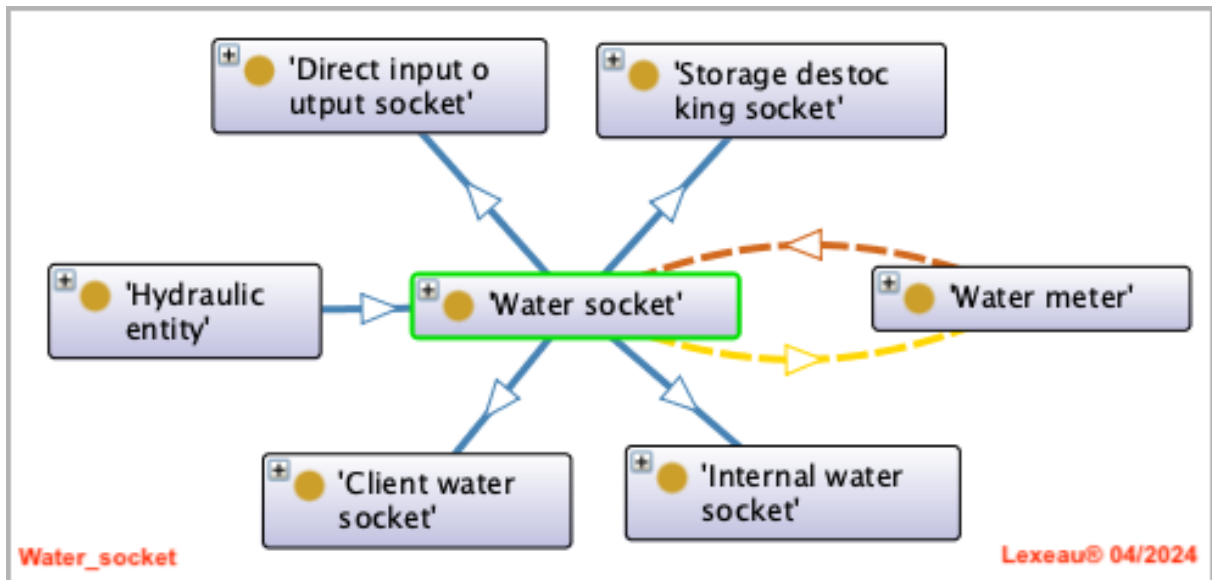 'Direct input o
utput socket'
'Storage destoc
king socket'
'Hydraulic
entity'
'Water socket'
'Water meter'
'Client water
socket'
'Internal water
socket'
Water_socket
Lexeau® 04/2024